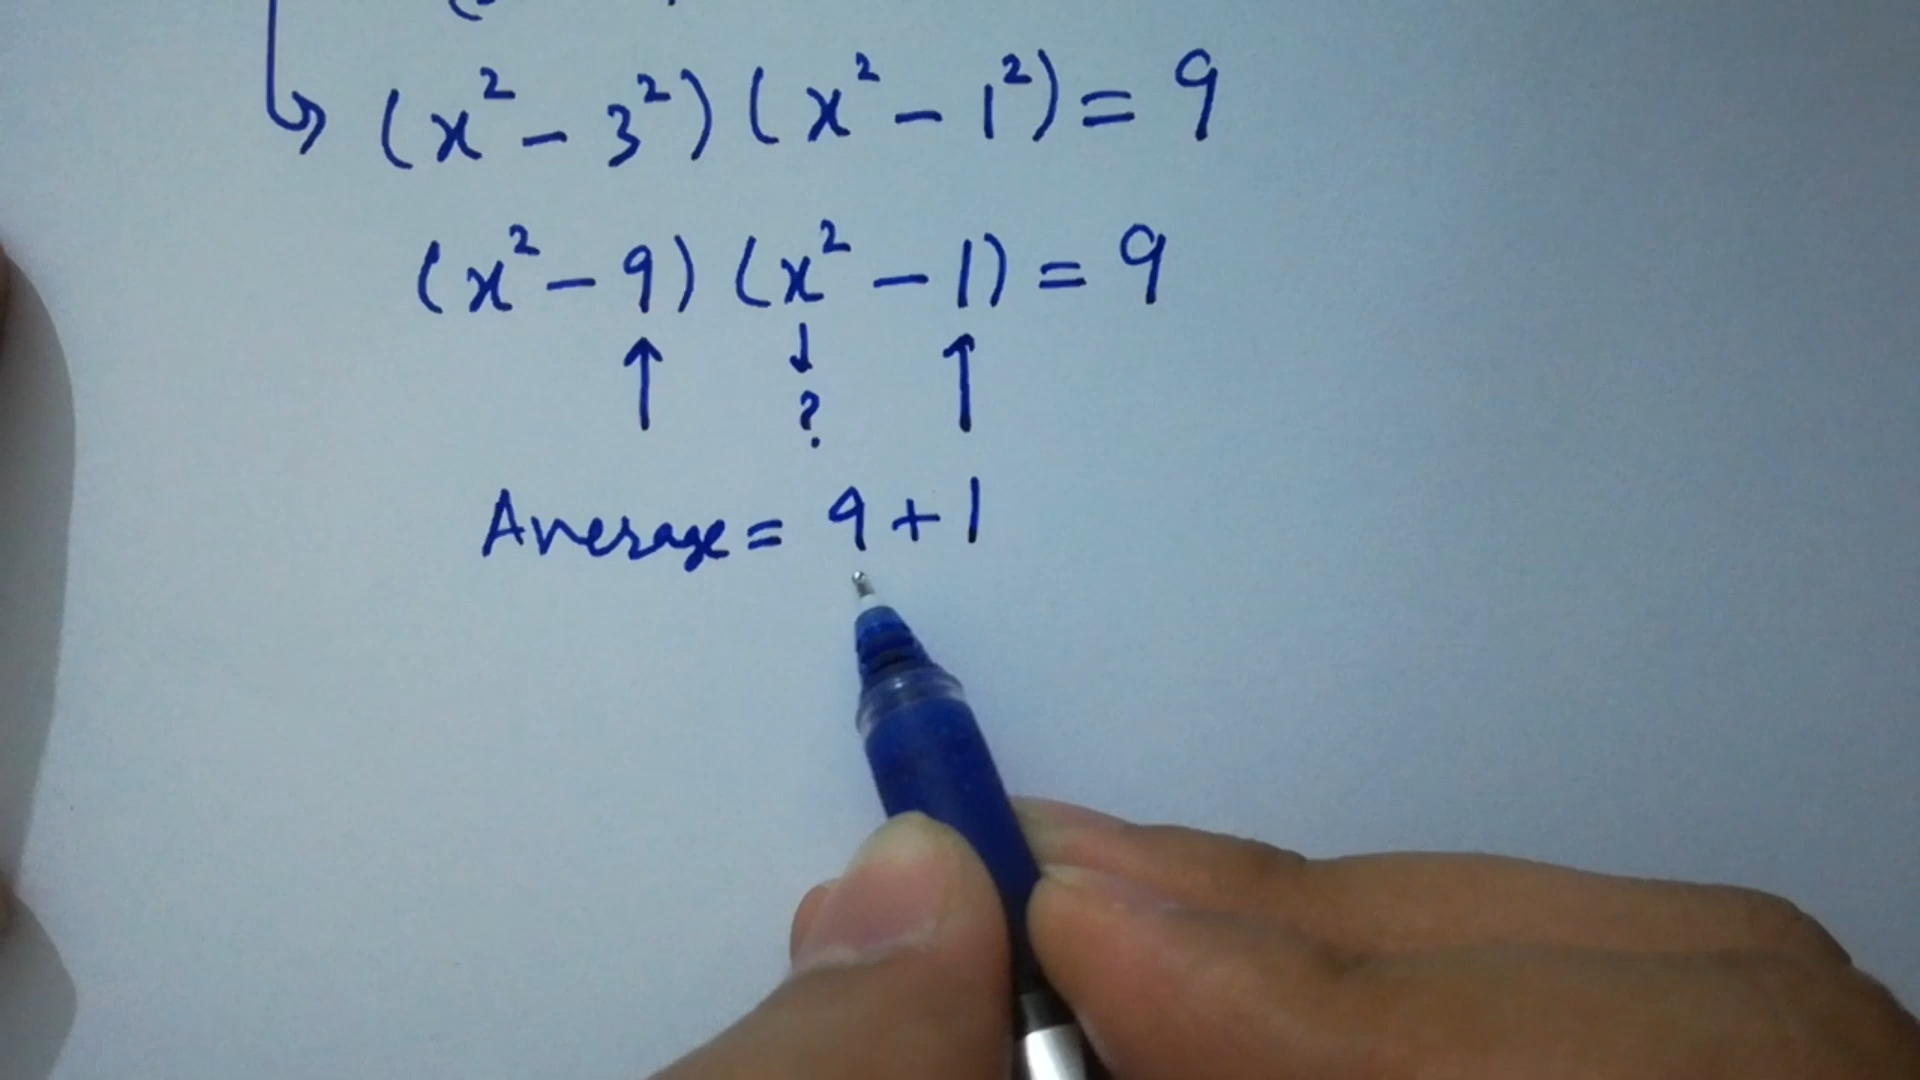 (x² - 3²) (x² - 1²) = 9
(x² - 9) (x² - 1) = 9
↑ ↓ ↑
?
Average = 9 + 1